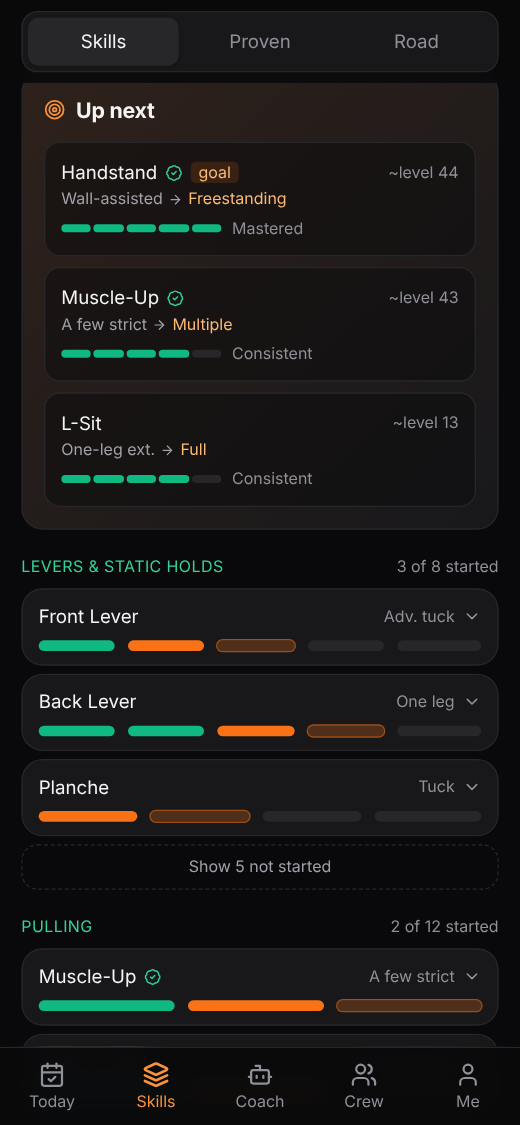 Skills Proven Road
Up next
Handstand goal ~level 44
Wall-assisted → Freestanding
Mastered
Muscle-Up ~level 43
A few strict → Multiple
Consistent
L-Sit ~level 13
One-leg ext. → Full
Consistent
LEVERS & STATIC HOLDS 3 of 8 started
Front Lever Adv. tuck
Back Lever One leg
Planche Tuck
Show 5 not started
PULLING 2 of 12 started
Muscle-Up A few strict
Today Skills Coach Crew Me